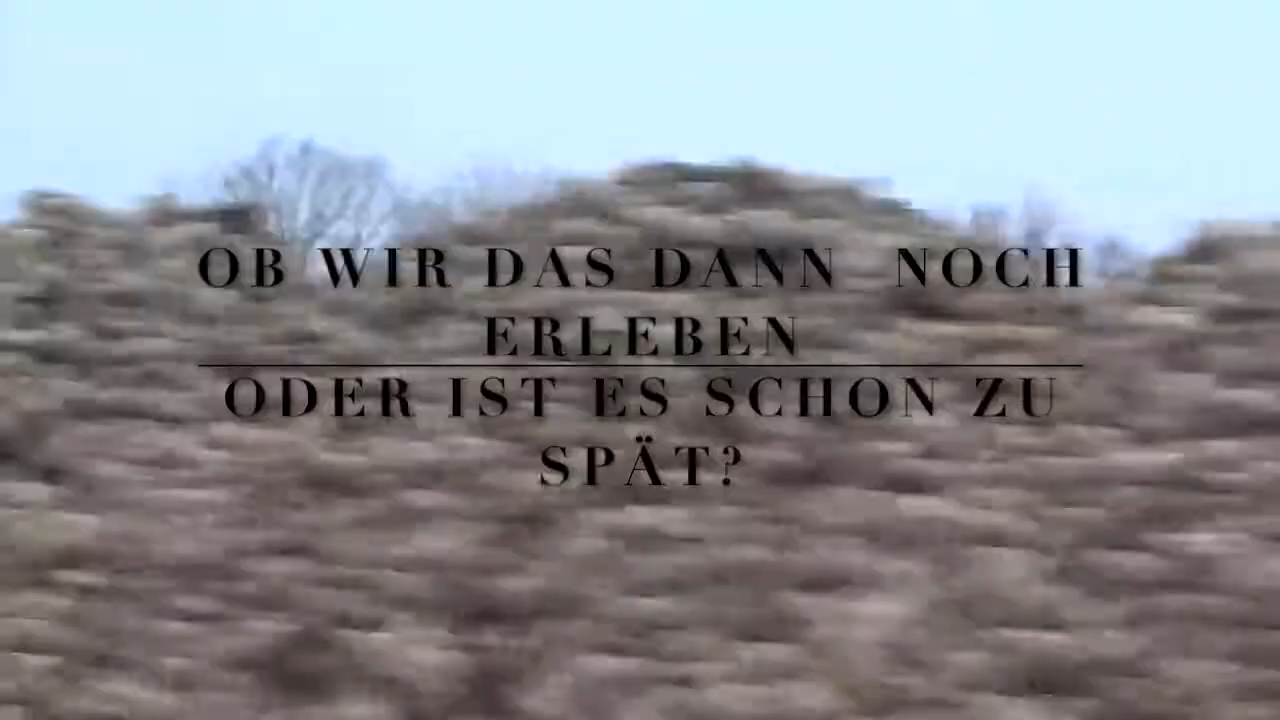 OB WIR DAS DANN  NOCH
ERLEBEN
ODER IST ES SCHON ZU
SPÄT?